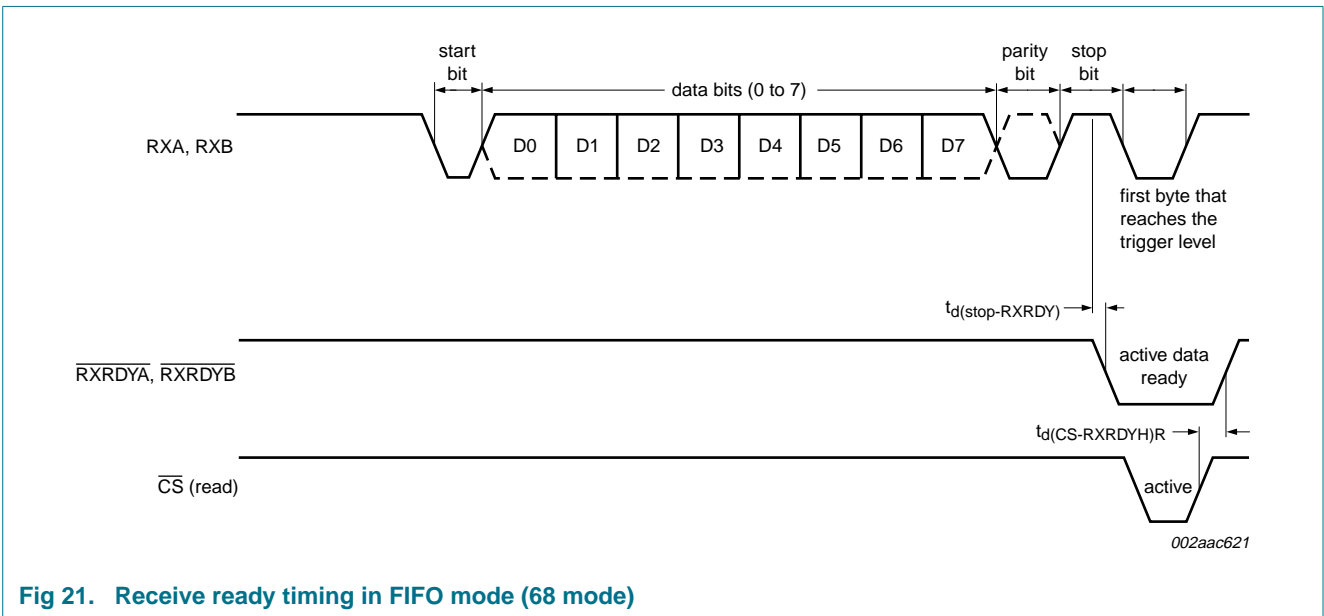 start
bit
data bits (0 to 7)
parity
bit
stop
bit
RXA, RXB
D0 D1 D2 D3 D4 D5 D6 D7
first byte that
reaches the
trigger level
td(stop-RXRDY)
RXRDYA, RXRDYB
active data
ready
td(CS-RXRDYH)R
CS (read)
active
002aac621
Fig 21. Receive ready timing in FIFO mode (68 mode)